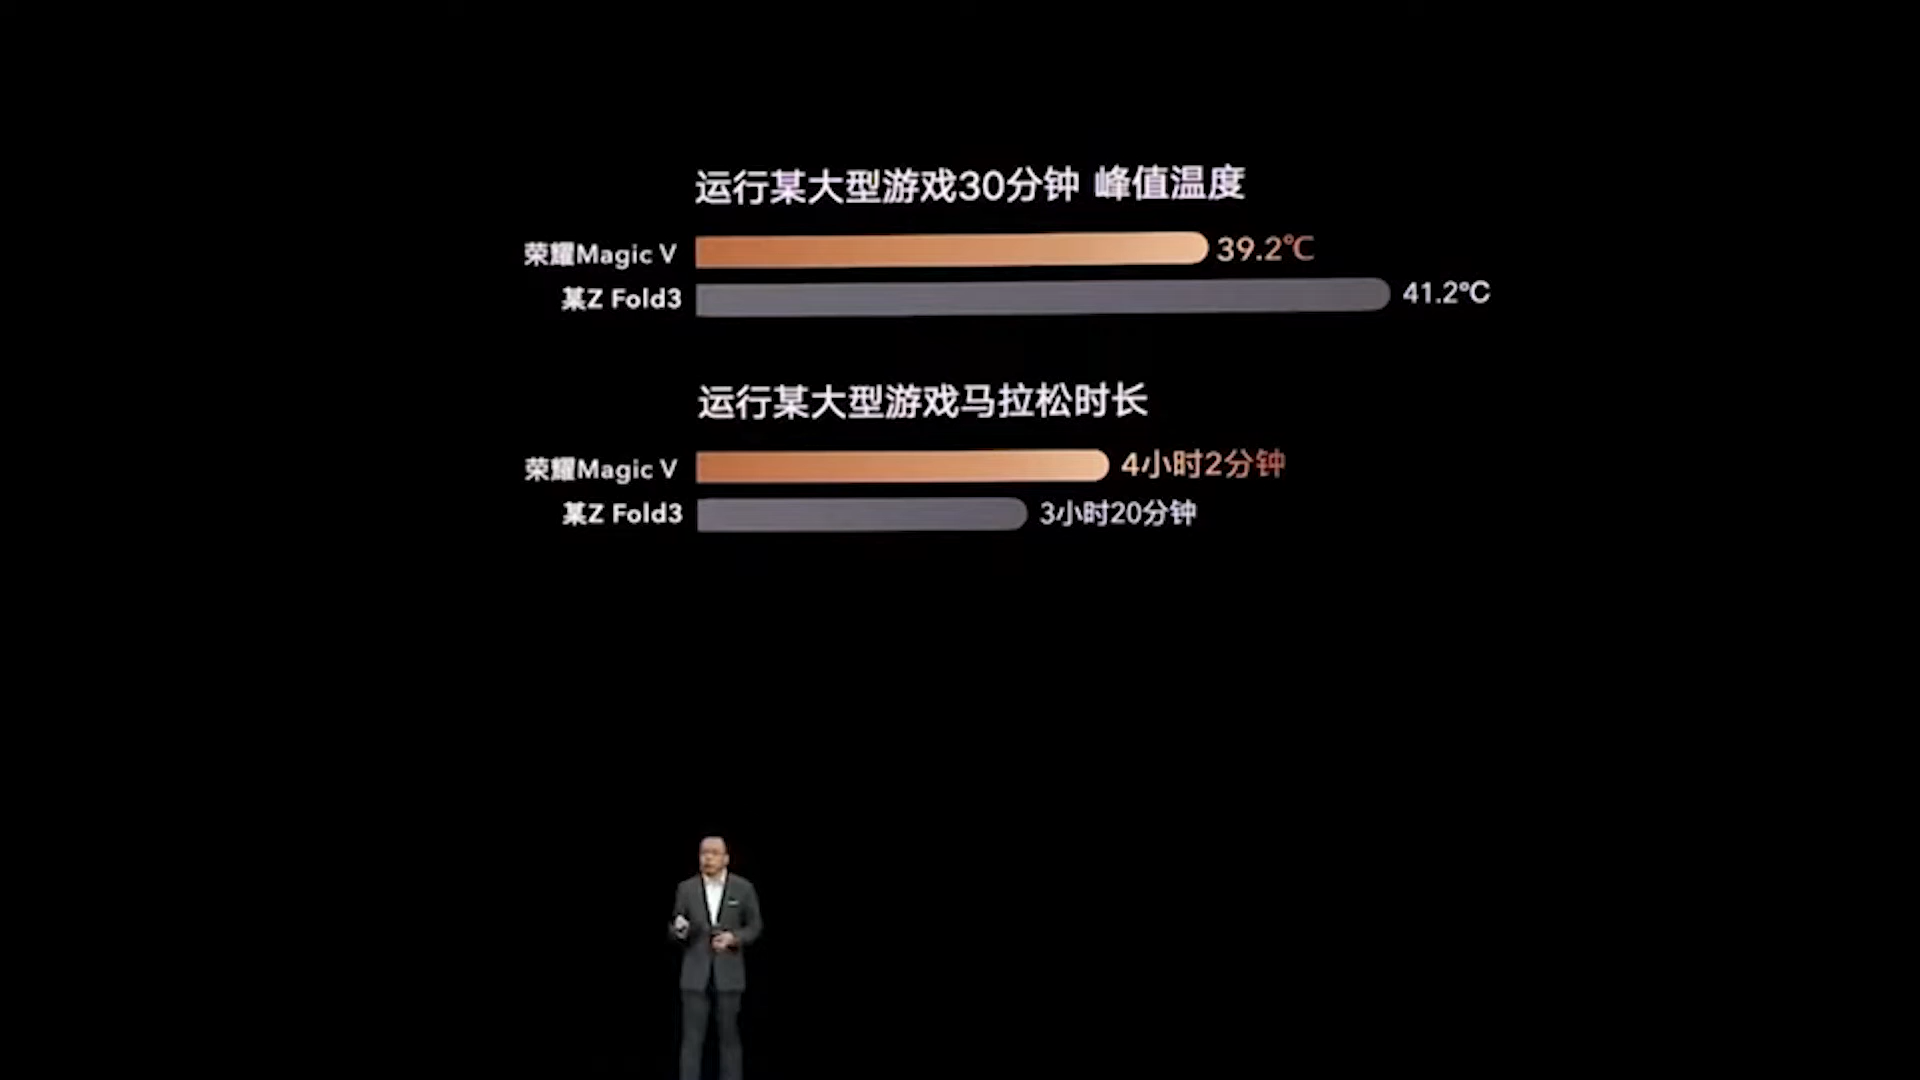 运行某大型游戏30分钟 峰值温度
荣耀Magic V 39.2℃
某Z Fold3 41.2℃
运行某大型游戏马拉松时长
荣耀Magic V 4小时2分钟
某Z Fold3 3小时20分钟